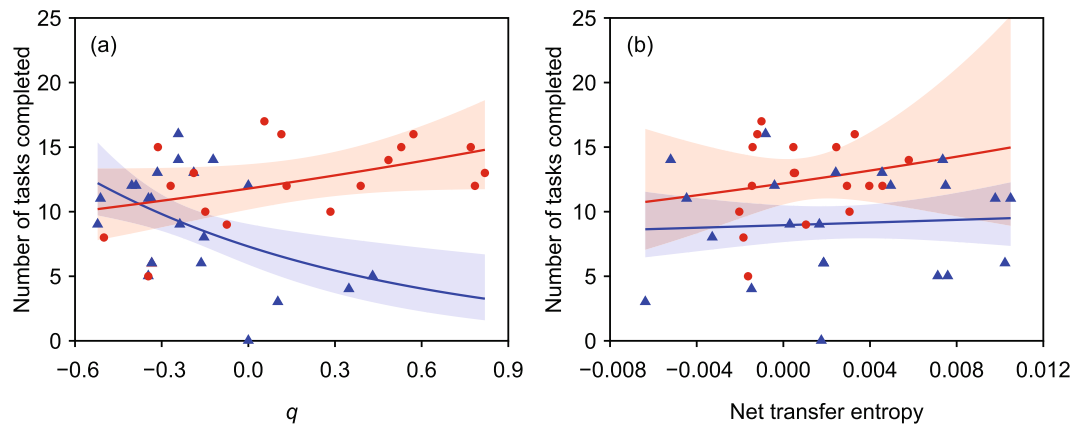 (a)
Number of tasks completed
25
20
15
10
5
0
−0.6 −0.3 0.0 0.3 0.6 0.9
q
(b)
Number of tasks completed
25
20
15
10
5
0
−0.008 −0.004 0.000 0.004 0.008 0.012
Net transfer entropy